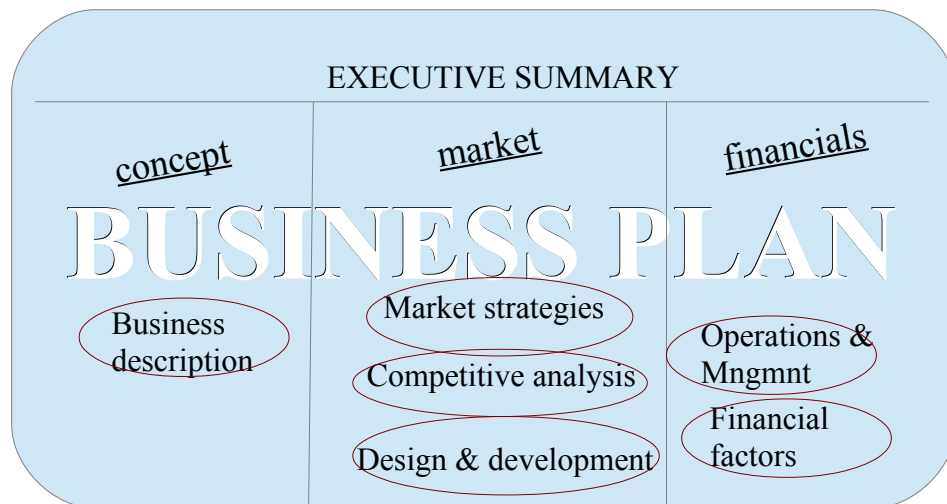 EXECUTIVE SUMMARY
concept
market
financials
BUSINESS PLAN
Business
description
Market strategies
Competitive analysis
Design & development
Operations &
Mngmnt
Financial
factors